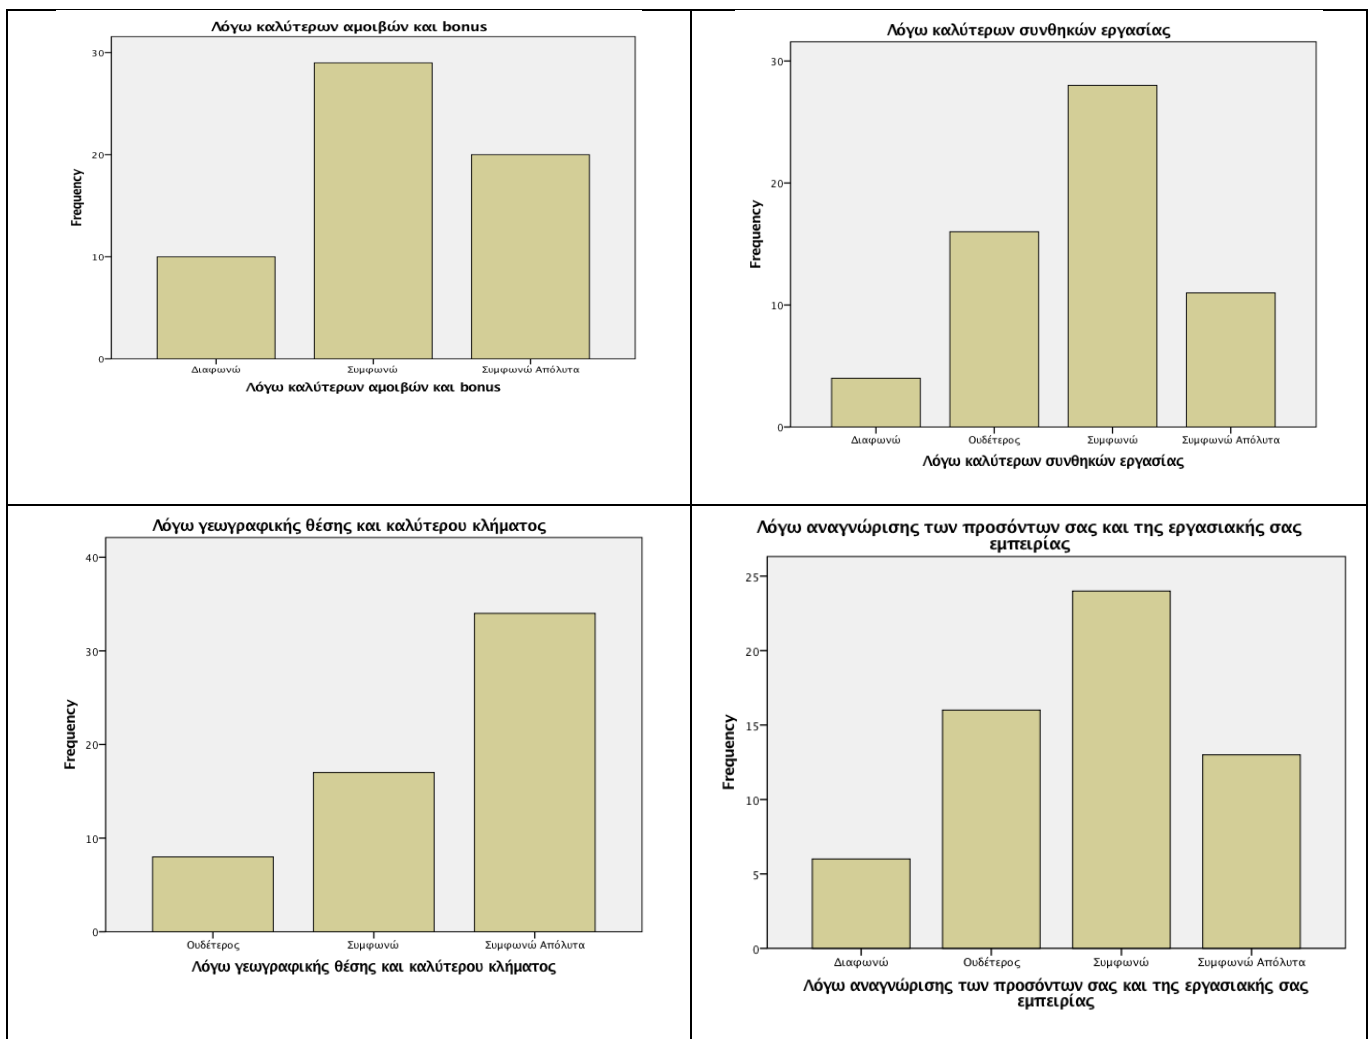 Λόγω καλύτερων αμοιβών και bonus
30
20
10
0
Frequency
Διαφωνώ Συμφωνώ Συμφωνώ Απόλυτα
Λόγω καλύτερων αμοιβών και bonus
Λόγω καλύτερων συνθηκών εργασίας
30
20
10
0
Frequency
Διαφωνώ Ουδέτερος Συμφωνώ Συμφωνώ Απόλυτα
Λόγω καλύτερων συνθηκών εργασίας
Λόγω γεωγραφικής θέσης και καλύτερου κλήματος
40
30
20
10
0
Frequency
Ουδέτερος Συμφωνώ Συμφωνώ Απόλυτα
Λόγω γεωγραφικής θέσης και καλύτερου κλήματος
Λόγω αναγνώρισης των προσόντων σας και της εργασιακής σας
εμπειρίας
25
20
15
10
5
0
Frequency
Διαφωνώ Ουδέτερος Συμφωνώ Συμφωνώ Απόλυτα
Λόγω αναγνώρισης των προσόντων σας και της εργασιακής σας
εμπειρίας